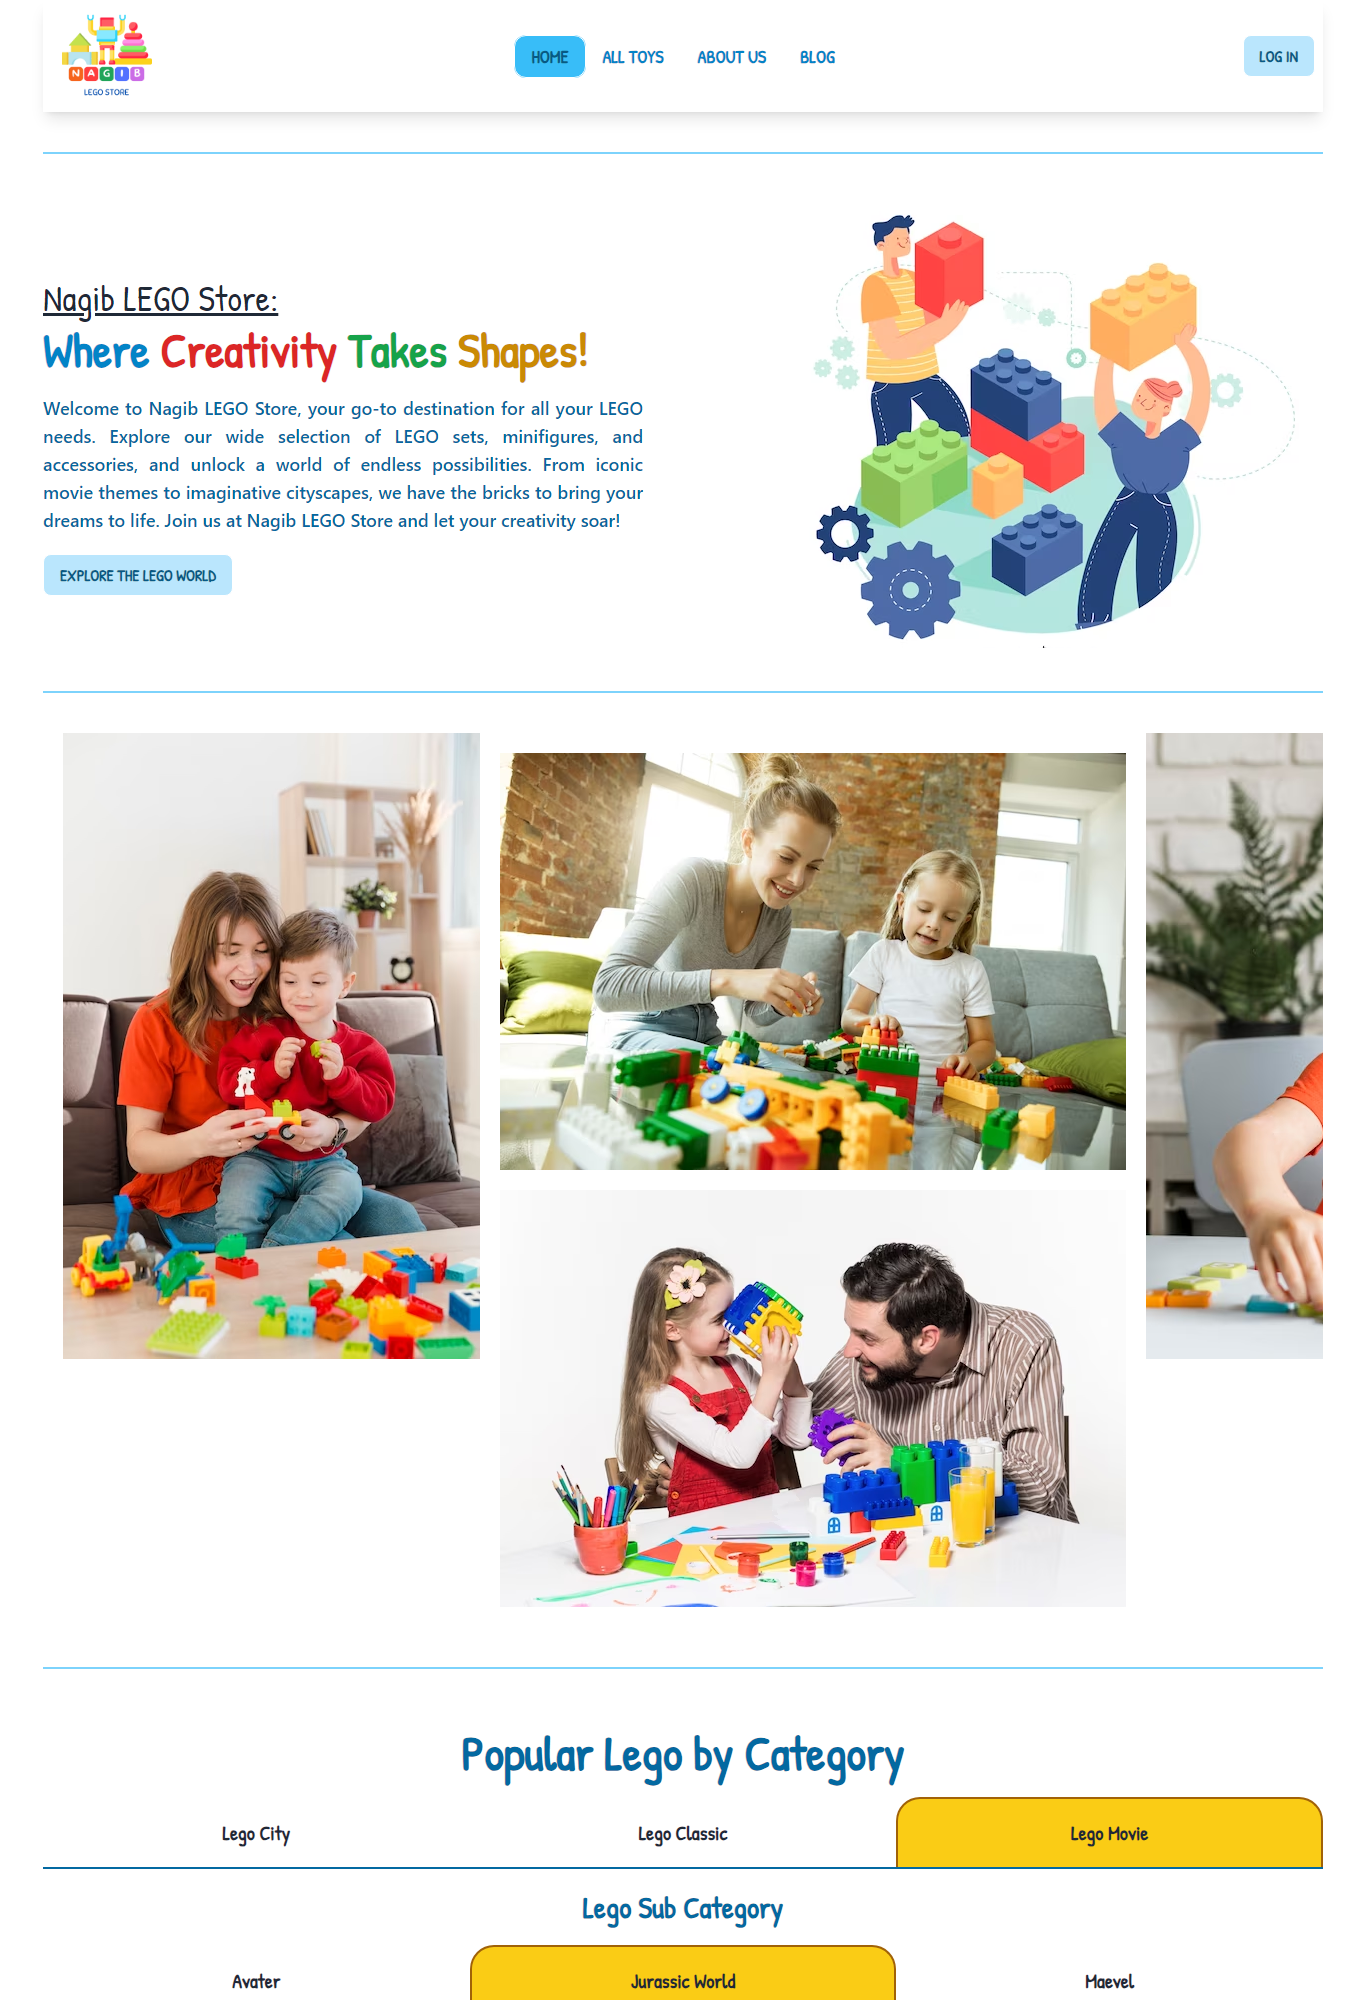 NAGIB
LEGO STORE
HOME
ALL TOYS
ABOUT US
BLOG
LOG IN
Nagib LEGO Store:
Where Creativity Takes Shapes!
Welcome to Nagib LEGO Store, your go-to destination for all your LEGO
needs. Explore our wide selection of LEGO sets, minifigures, and
accessories, and unlock a world of endless possibilities. From iconic
movie themes to imaginative cityscapes, we have the bricks to bring your
dreams to life. Join us at Nagib LEGO Store and let your creativity soar!
EXPLORE THE LEGO WORLD
Popular Lego by Category
Lego City
Lego Classic
Lego Movie
Lego Sub Category
Avater
Jurassic World
Maevel